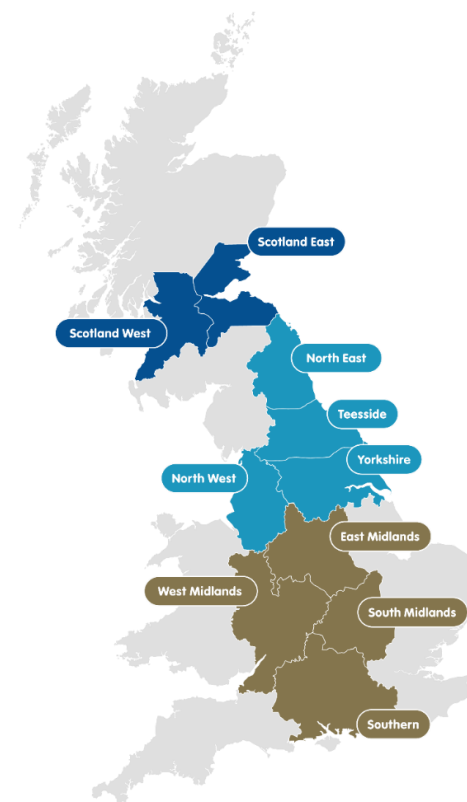 Scotland East
Scotland West
North East
Teesside
Yorkshire
North West
East Midlands
West Midlands
South Midlands
Southern